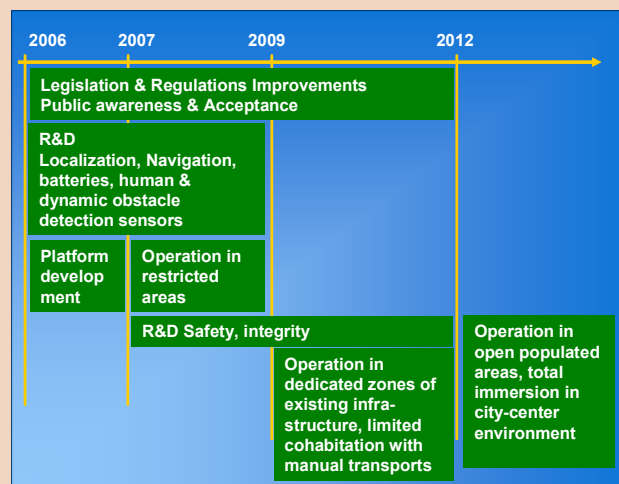 2006 2007 2009 2012
Legislation & Regulations Improvements
Public awareness & Acceptance
R&D
Localization, Navigation,
batteries, human &
dynamic obstacle
detection sensors
Platform
develop
ment
Operation in
restricted
areas
R&D Safety, integrity
Operation in
dedicated zones of
existing infra-
structure, limited
cohabitation with
manual transports
Operation in
open populated
areas, total
immersion in
city-center
environment